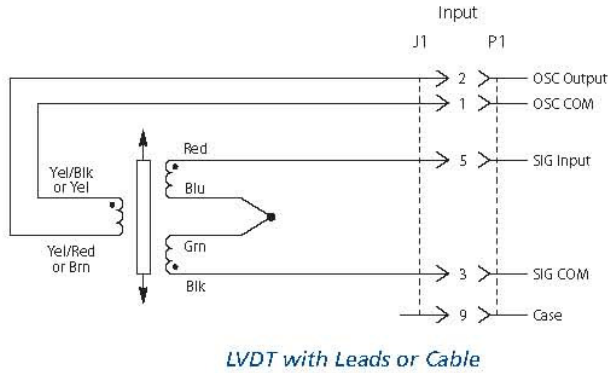 Input
J1 P1
2 OSC Output
1 OSC COM
Red
5 SIG Input
Yel/Blk
or Yel
Blu
Yel/Red
or Brn
Grn
Blk
3 SIG COM
9 Case
LVDT with Leads or Cable